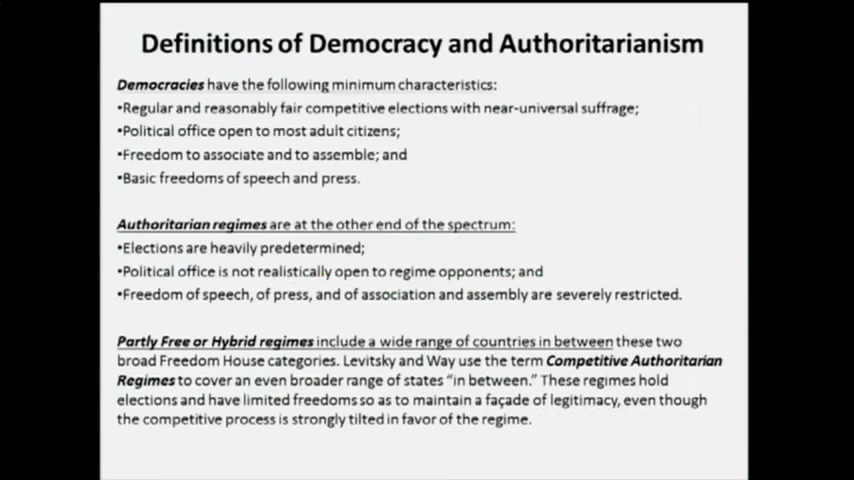 Definitions of Democracy and Authoritarianism
Democracies have the following minimum characteristics:
•Regular and reasonably fair competitive elections with near-universal suffrage;
•Political office open to most adult citizens;
•Freedom to associate and to assemble; and
•Basic freedoms of speech and press.
Authoritarian regimes are at the other end of the spectrum:
•Elections are heavily predetermined;
•Political office is not realistically open to regime opponents; and
•Freedom of speech, of press, and of association and assembly are severely restricted.
Partly Free or Hybrid regimes include a wide range of countries in between these two
broad Freedom House categories. Levitsky and Way use the term Competitive Authoritarian
Regimes to cover an even broader range of states “in between.” These regimes hold
elections and have limited freedoms so as to maintain a façade of legitimacy, even though
the competitive process is strongly tilted in favor of the regime.